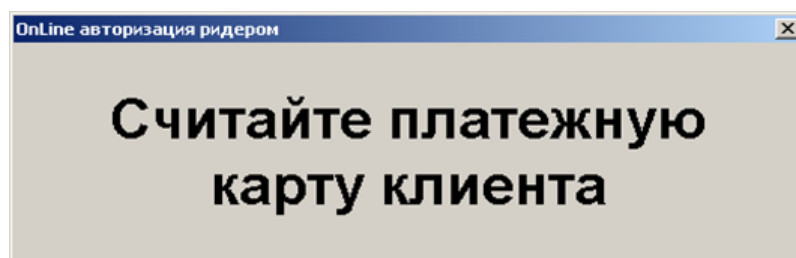 OnLine авторизация ридером
Считайте платежную
карту клиента